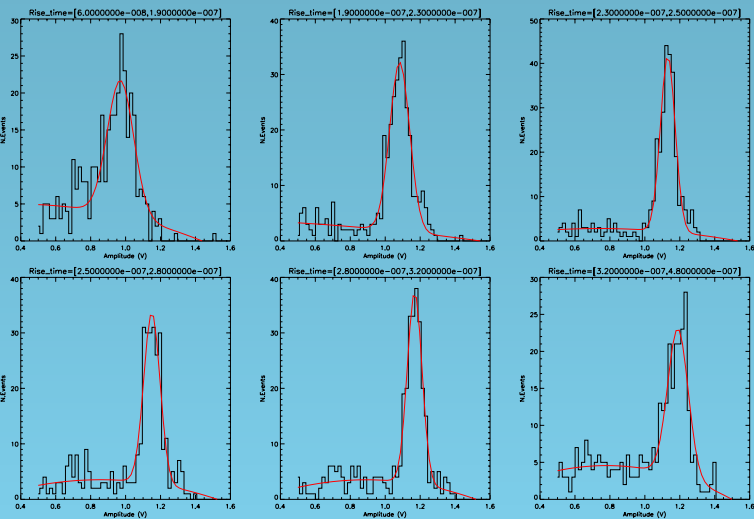 Rise_time=[6.0000000e-008,1.9000000e-007]
Rise_time=[1.9000000e-007,2.3000000e-007]
Rise_time=[2.3000000e-007,2.5000000e-007]
30
25
20
15
10
5
0
N.Events
0.4 0.6 0.8 1.0 1.2 1.4 1.6
Amplitude (V)
40
30
20
10
0
N.Events
0.4 0.6 0.8 1.0 1.2 1.4 1.6
Amplitude (V)
50
40
30
20
10
0
N.Events
0.4 0.6 0.8 1.0 1.2 1.4 1.6
Amplitude (V)
Rise_time=[2.5000000e-007,2.8000000e-007]
Rise_time=[2.8000000e-007,3.2000000e-007]
Rise_time=[3.2000000e-007,4.8000000e-007]
40
30
20
10
0
N.Events
0.4 0.6 0.8 1.0 1.2 1.4 1.6
Amplitude (V)
40
30
20
10
0
N.Events
0.4 0.6 0.8 1.0 1.2 1.4 1.6
Amplitude (V)
30
25
20
15
10
5
0
N.Events
0.4 0.6 0.8 1.0 1.2 1.4 1.6
Amplitude (V)